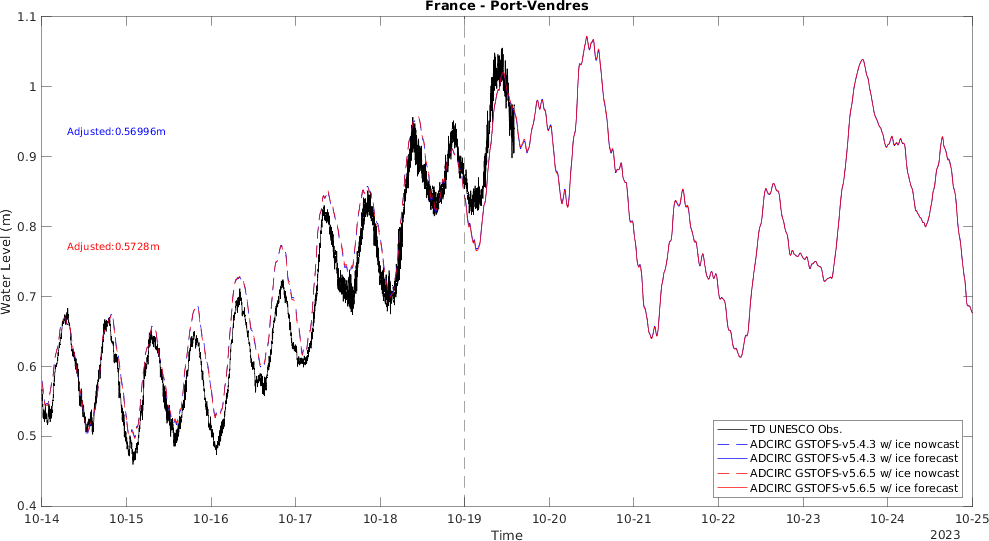 France - Port-Vendres
1.1
1
0.9
0.8
0.7
0.6
0.5
0.4
Water Level (m)
Adjusted:0.56996m
Adjusted:0.5728m
TD UNESCO Obs.
ADCIRC GSTOFS-v5.4.3 w/ ice nowcast
ADCIRC GSTOFS-v5.4.3 w/ ice forecast
ADCIRC GSTOFS-v5.6.5 w/ ice nowcast
ADCIRC GSTOFS-v5.6.5 w/ ice forecast
10-14 10-15 10-16 10-17 10-18 10-19 10-20 10-21 10-22 10-23 10-24 10-25
Time
2023